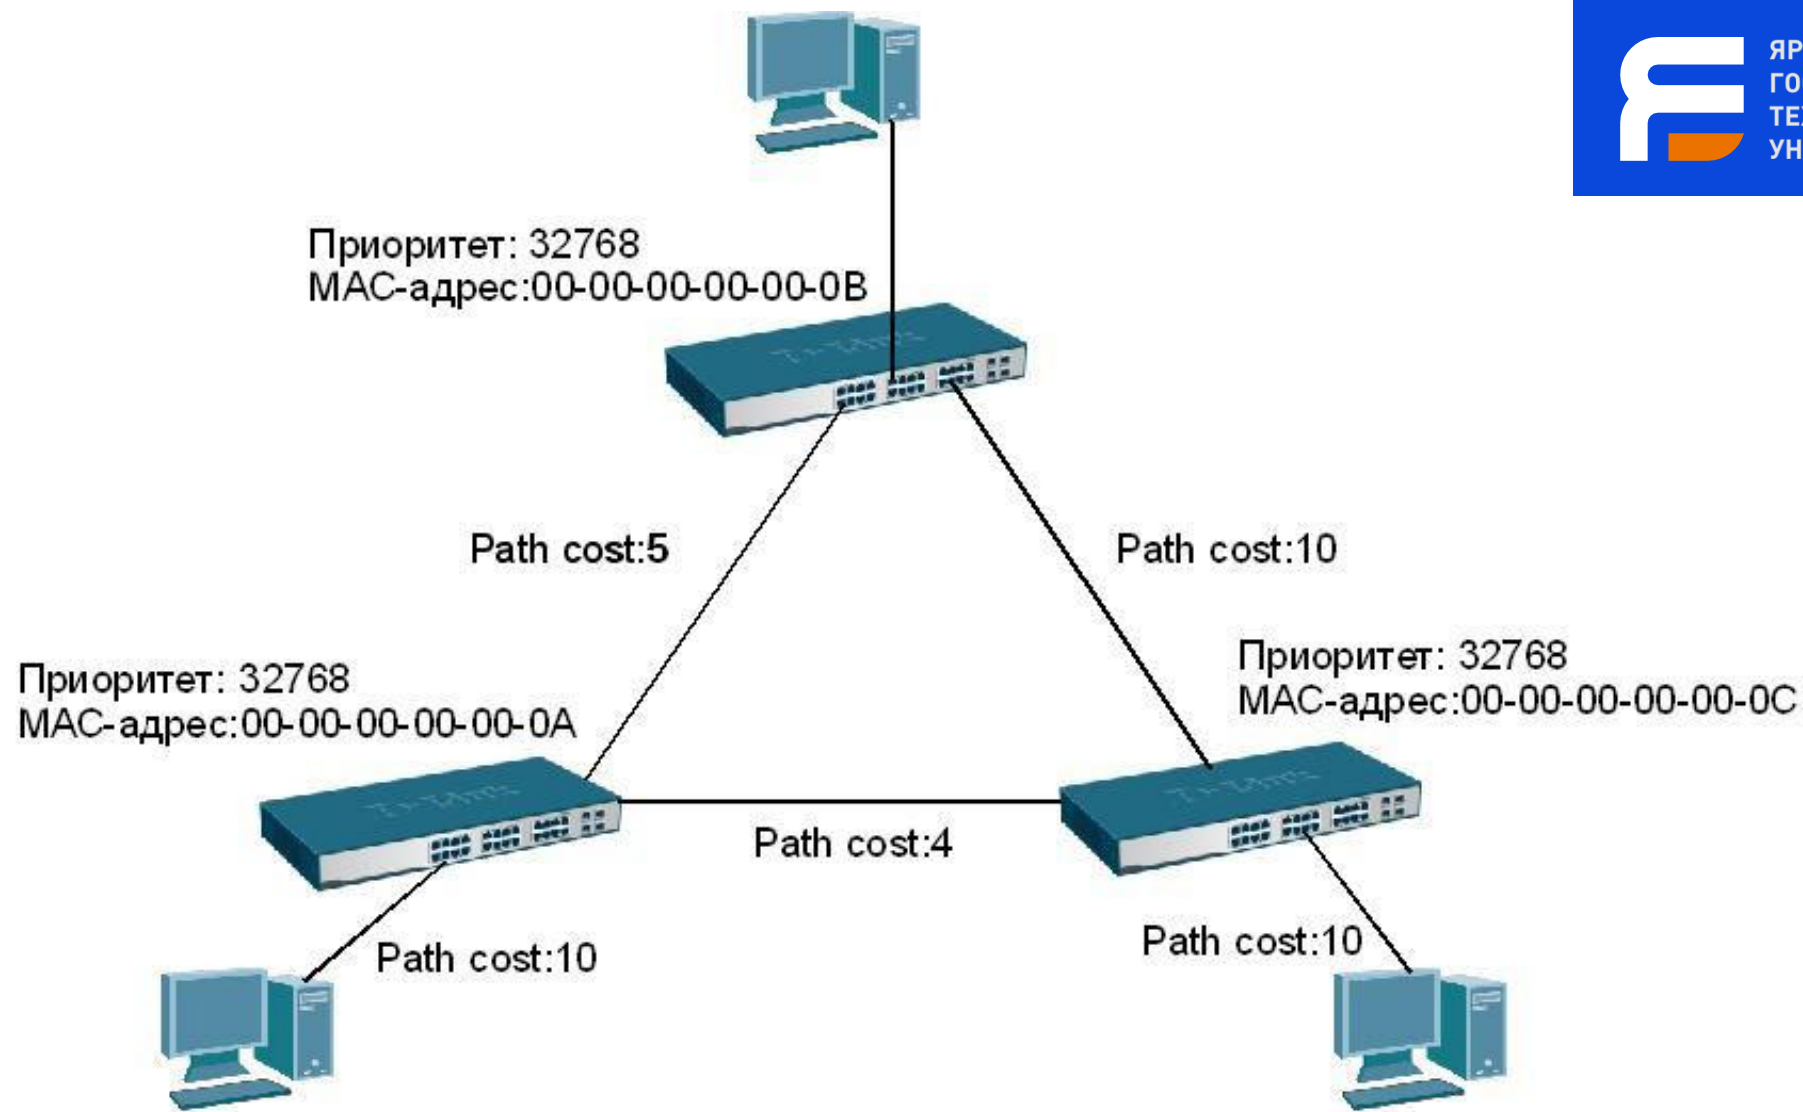 Приоритет: 32768
MAC-адрес:00-00-00-00-00-0B
Path cost:5
Path cost:10
Приоритет: 32768
MAC-адрес:00-00-00-00-00-0A
Приоритет: 32768
MAC-адрес:00-00-00-00-00-0C
Path cost:4
Path cost:10
Path cost:10